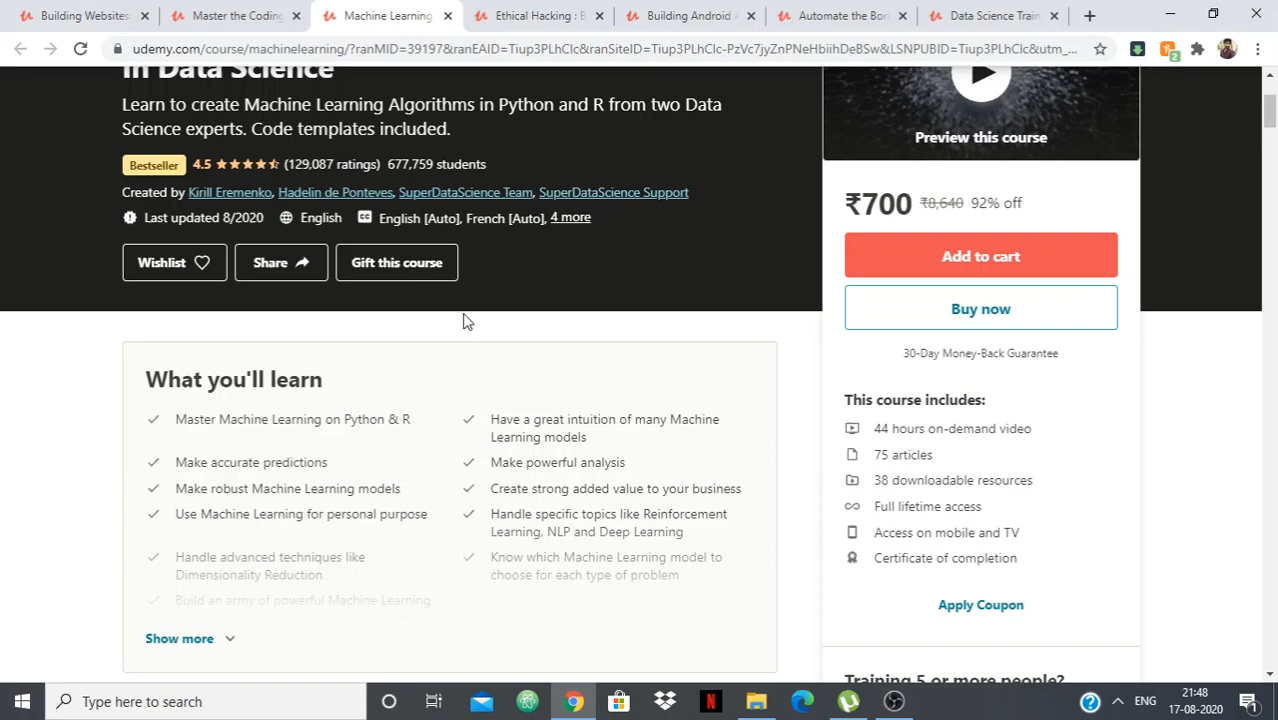 Building Websites
Master the Coding
Machine Learning
Ethical Hacking : B
Building Android A
Automate the Bor
Data Science Train
udemy.com/course/machinelearning/?ranMID=39197&ranEAID=Tiup3PLhCIc&ranSiteID=Tiup3PLhCIc-PzVc7jyZnPNeHbiihDeBSw&LSNPUBID=Tiup3PLhCIc&utm_...
2
in Data Science
Learn to create Machine Learning Algorithms in Python and R from two Data
Science experts. Code templates included.
Bestseller 4.5 (129,087 ratings) 677,759 students
Created by Kirill Eremenko, Hadelin de Ponteves, SuperDataScience Team, SuperDataScience Support
Last updated 8/2020 English CC English [Auto], French [Auto], 4 more
Wishlist Share Gift this course
Preview this course
₹700 ₹8,640 92% off
Add to cart
Buy now
30-Day Money-Back Guarantee
This course includes:
44 hours on-demand video
75 articles
38 downloadable resources
Full lifetime access
Access on mobile and TV
Certificate of completion
Apply Coupon
Training 5 or more people?
What you'll learn
Master Machine Learning on Python & R
Have a great intuition of many Machine
Learning models
Make accurate predictions
Make powerful analysis
Make robust Machine Learning models
Create strong added value to your business
Use Machine Learning for personal purpose
Handle specific topics like Reinforcement
Learning, NLP and Deep Learning
Handle advanced techniques like
Dimensionality Reduction
Know which Machine Learning model to
choose for each type of problem
Build an army of powerful Machine Learning
Show more
Type here to search
N
ENG
21:48
17-08-2020
1